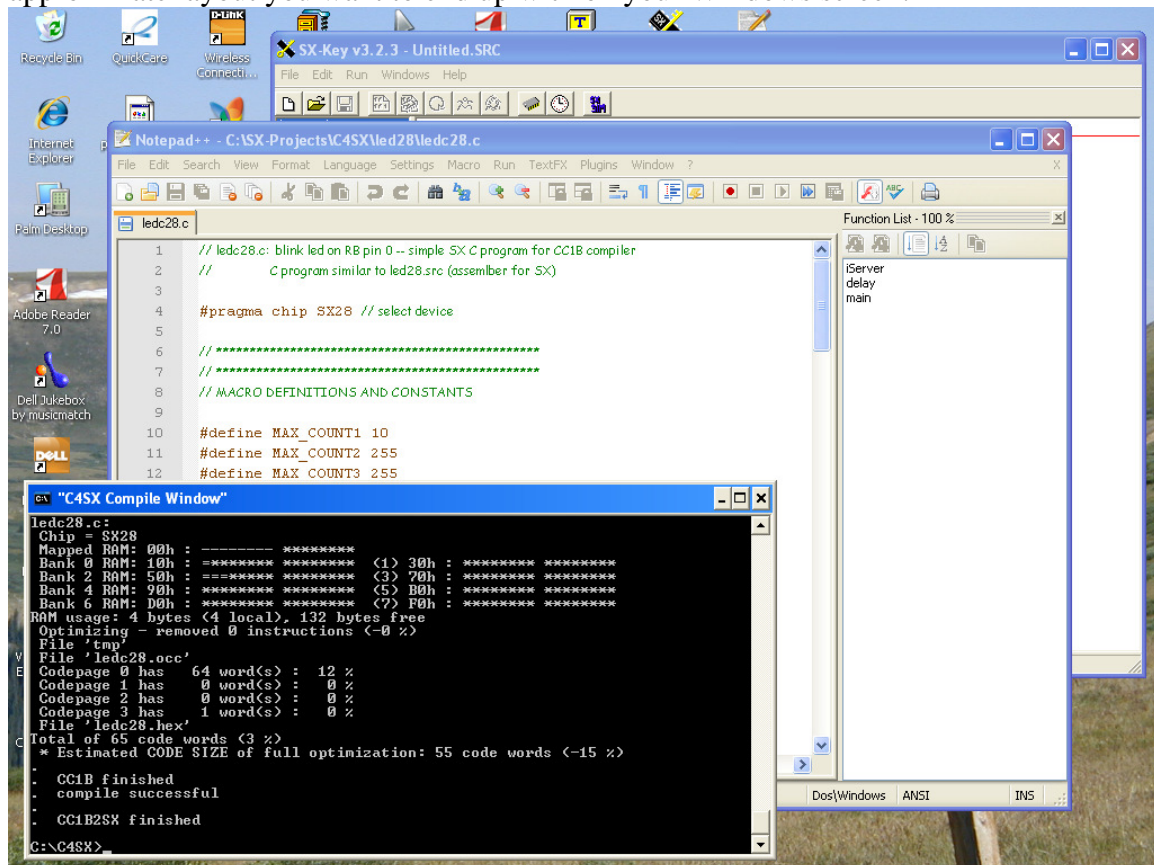 Recycle Bin
QuickCare
D-Link
Wireless
Connecti...
T
Internet
Explorer
Palm Desktop
Adobe Reader
7.0
Dell Jukebox
by musicmatch
DELL
SX-Key v3.2.3 - Untitled.SRC
File Edit Run Windows Help
Notepad++ - C:\SX-Projects\C4SX\led28\ledc28.c
File Edit Search View Format Language Settings Macro Run TextFX Plugins Window ? X
ledc28.c
1 // ledc28.c: blink led on RB pin 0 -- simple SX C program for CC1B compiler
2 // C program similar to led28.src (assemlber for SX)
3
4 #pragma chip SX28 // select device
5
6 // ************************************************
7 // ************************************************
8 // MACRO DEFINITIONS AND CONSTANTS
9
10 #define MAX_COUNT1 10
11 #define MAX_COUNT2 255
12 #define MAX COUNT3 255
Function List - 100 %
iServer
delay
main
Dos\Windows ANSI INS
"C4SX Compile Window"
ledc28.c:
Chip = SX28
Mapped RAM: 00h : -------- ********
Bank 0 RAM: 10h : =******* ******** (1) 30h : ******** ********
Bank 2 RAM: 50h : ===***** ******** (3) 70h : ******** ********
Bank 4 RAM: 90h : ******** ******** (5) B0h : ******** ********
Bank 6 RAM: D0h : ******** ******** (7) F0h : ******** ********
RAM usage: 4 bytes (4 local), 132 bytes free
Optimizing - removed 0 instructions (-0 %)
File 'tmp'
File 'ledc28.occ'
Codepage 0 has 64 word(s) : 12 %
Codepage 1 has 0 word(s) : 0 %
Codepage 2 has 0 word(s) : 0 %
Codepage 3 has 1 word(s) : 0 %
File 'ledc28.hex'
Total of 65 code words (3 %)
* Estimated CODE SIZE of full optimization: 55 code words (-15 %)
.
. CC1B finished
. compile successful
.
. CC1B2SX finished
C:\C4SX>_